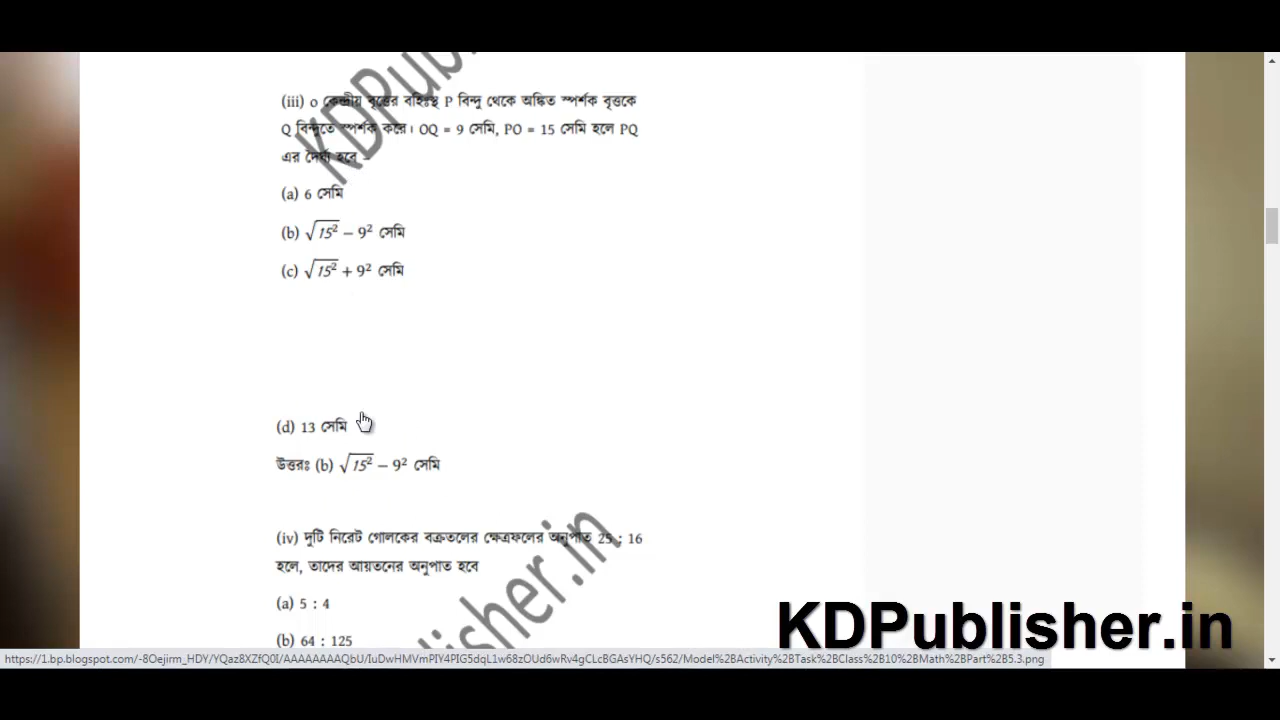 (iii) o কেন্দ্রীয় বৃত্তের বহিঃস্থ P বিন্দু থেকে অঙ্কিত স্পর্শক বৃত্তকে
Q বিন্দুতে স্পর্শক করে। OQ = 9 সেমি, PO = 15 সেমি হলে PQ
এর দৈর্ঘ্য হবে –
(a) 6 সেমি
(b) √15² – 9² সেমি
(c) √15² + 9² সেমি
(d) 13 সেমি
উত্তরঃ (b) √15² – 9² সেমি
(iv) দুটি নিরেট গোলকের বক্রতলের ক্ষেত্রফলের অনুপাত 25 : 16
হলে, তাদের আয়তনের অনুপাত হবে
(a) 5 : 4
(b) 64 : 125
KDPublisher.in
https://1.bp.blogspot.com/-8Oejirm_HDY/YQaz8XZfQ0I/AAAAAAAAQbU/IuDwHMVmPIY4PIG5dqL1w68zOUd6wRv4gCLcBGAsYHQ/s562/Model%2BActivity%2BTask%2BClass%2B10%2BMath%2BPart%2B5.3.png